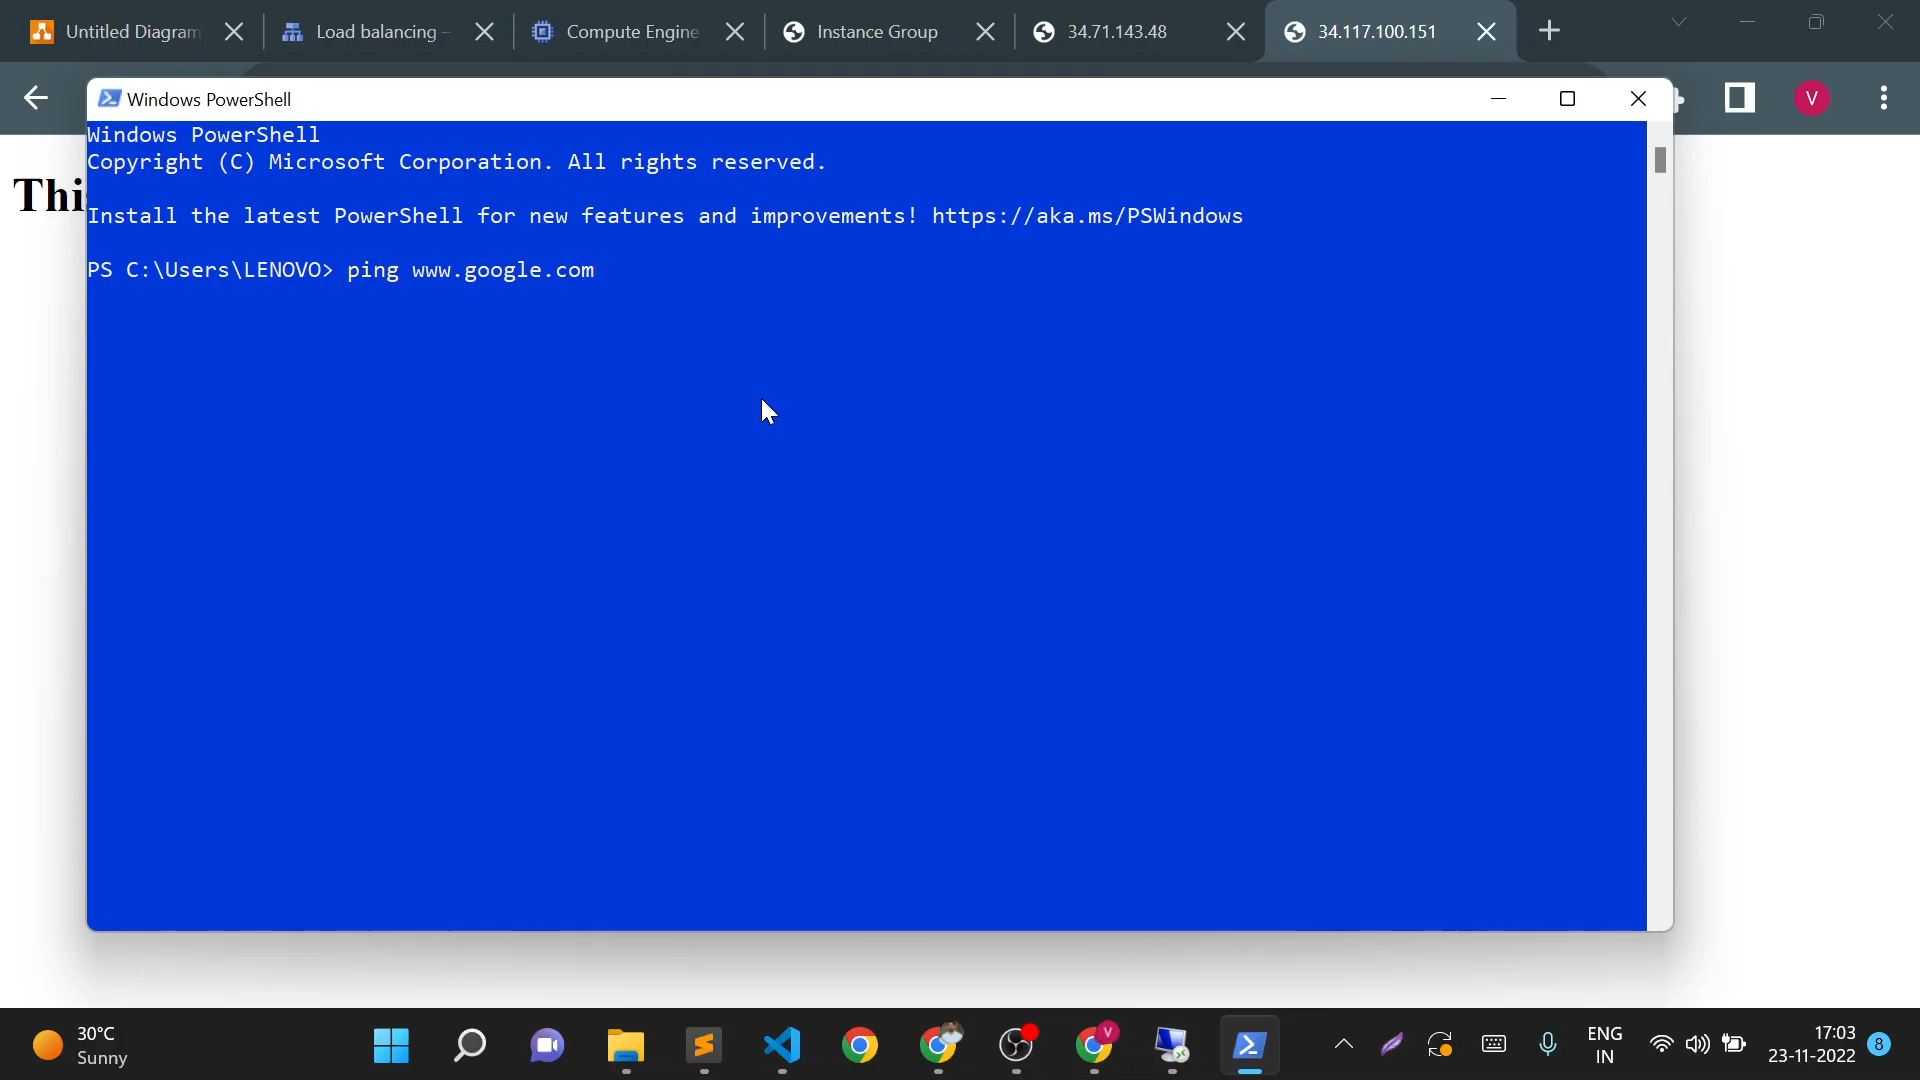 Untitled Diagram
Load balancing -
Compute Engine
Instance Group
34.71.143.48
34.117.100.151
V
Windows PowerShell
Windows PowerShell
Copyright (C) Microsoft Corporation. All rights reserved.
This
Install the latest PowerShell for new features and improvements! https://aka.ms/PSWindows
PS C:\Users\LENOVO> ping www.google.com
30°C
Sunny
V
ENG
IN
17:03
23-11-2022
8